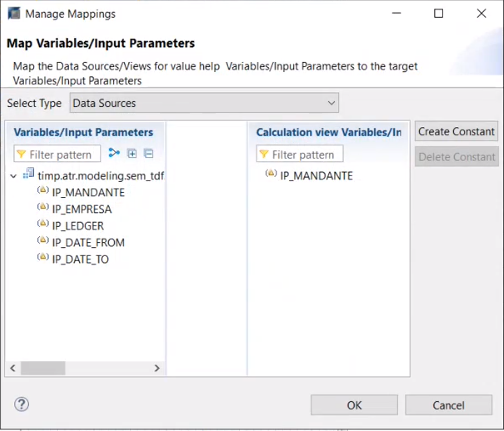 Manage Mappings
Map Variables/Input Parameters
Map the Data Sources/Views for value help Variables/Input Parameters to the target
Variables/Input Parameters
Select Type
Data Sources
Variables/Input Parameters
Calculation view Variables/In
Create Constant
Filter pattern
Filter pattern
Delete Constant
timp.atr.modeling.sem_tdf
IP_MANDANTE
IP_MANDANTE
IP_EMPRESA
IP_LEDGER
IP_DATE_FROM
IP_DATE_TO
OK
Cancel